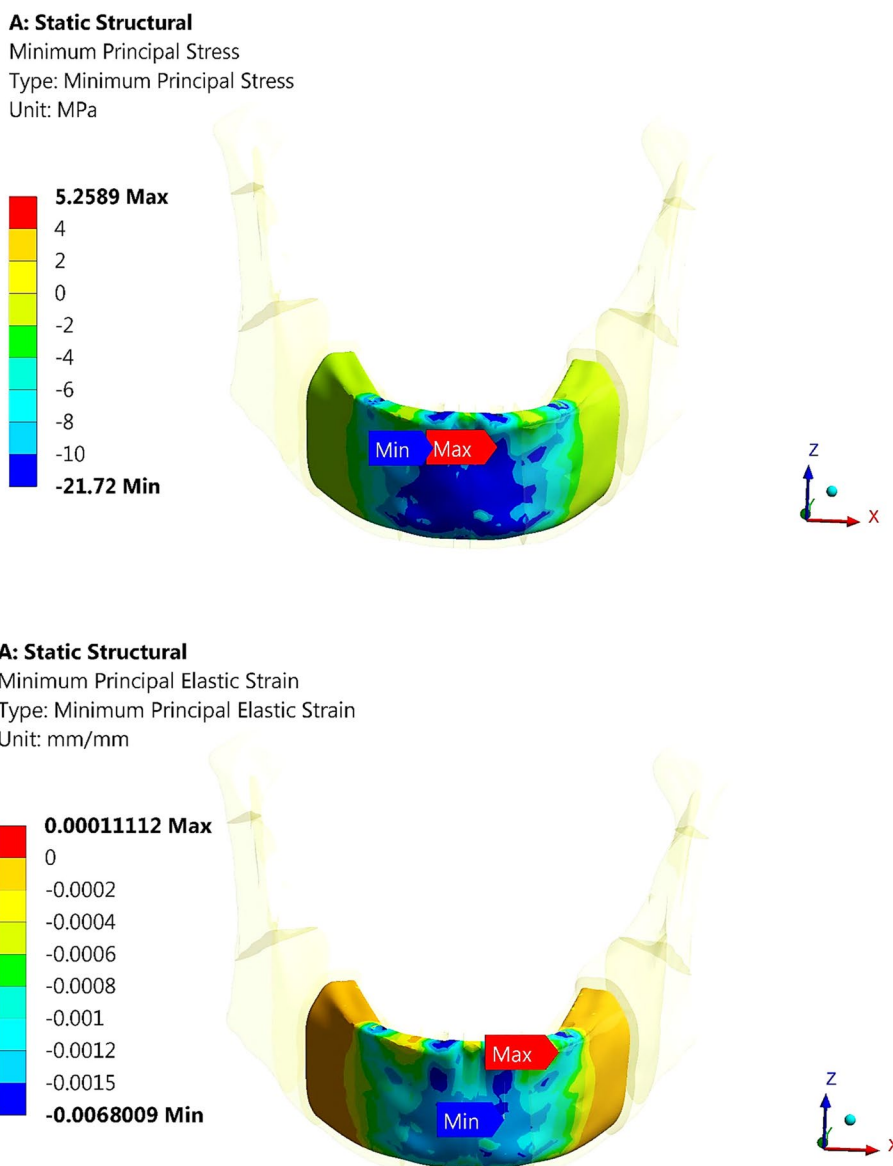 A: Static Structural
Minimum Principal Stress
Type: Minimum Principal Stress
Unit: MPa
5.2589 Max
4
2
0
-2
-4
-6
-8
-10
-21.72 Min
Min
Max
Z
Y
X
A: Static Structural
Minimum Principal Elastic Strain
Type: Minimum Principal Elastic Strain
Unit: mm/mm
0.00011112 Max
0
-0.0002
-0.0004
-0.0006
-0.0008
-0.001
-0.0012
-0.0015
-0.0068009 Min
Max
Min
Z
X